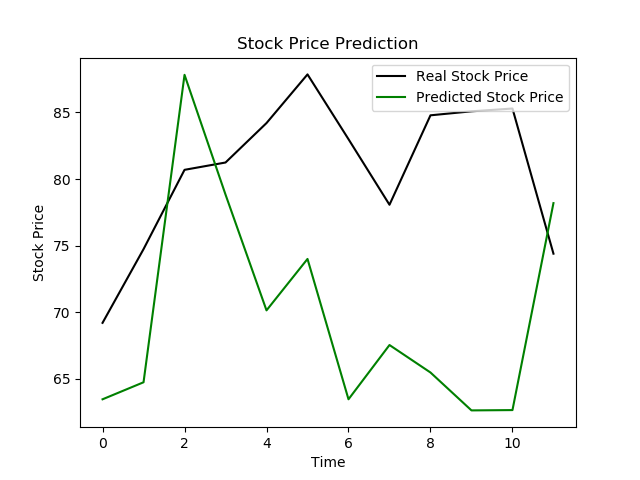 Stock Price Prediction
Real Stock Price
Predicted Stock Price
85
80
75
70
65
Stock Price
0 2 4 6 8 10
Time